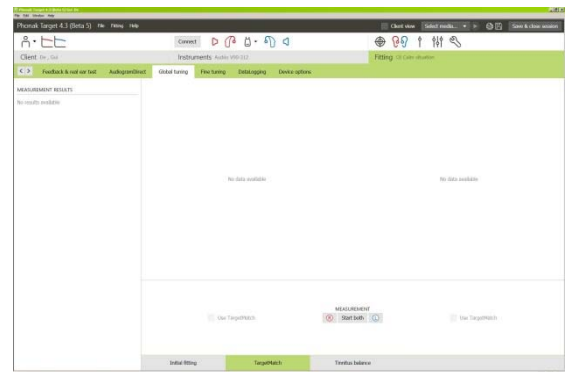 Phonak Target 4.3 (Beta 5) File Fitting Help
Client view Select media... Save & close session
Connect
Client
Instruments
Fitting
Feedback & real ear test AudiogramDirect Global tuning Fine tuning DataLogging Device options
MEASUREMENT RESULTS
No results available
No data available No data available
MEASUREMENT
Use TargetMatch Start both Use TargetMatch
Initial fitting TargetMatch Tinnitus balance